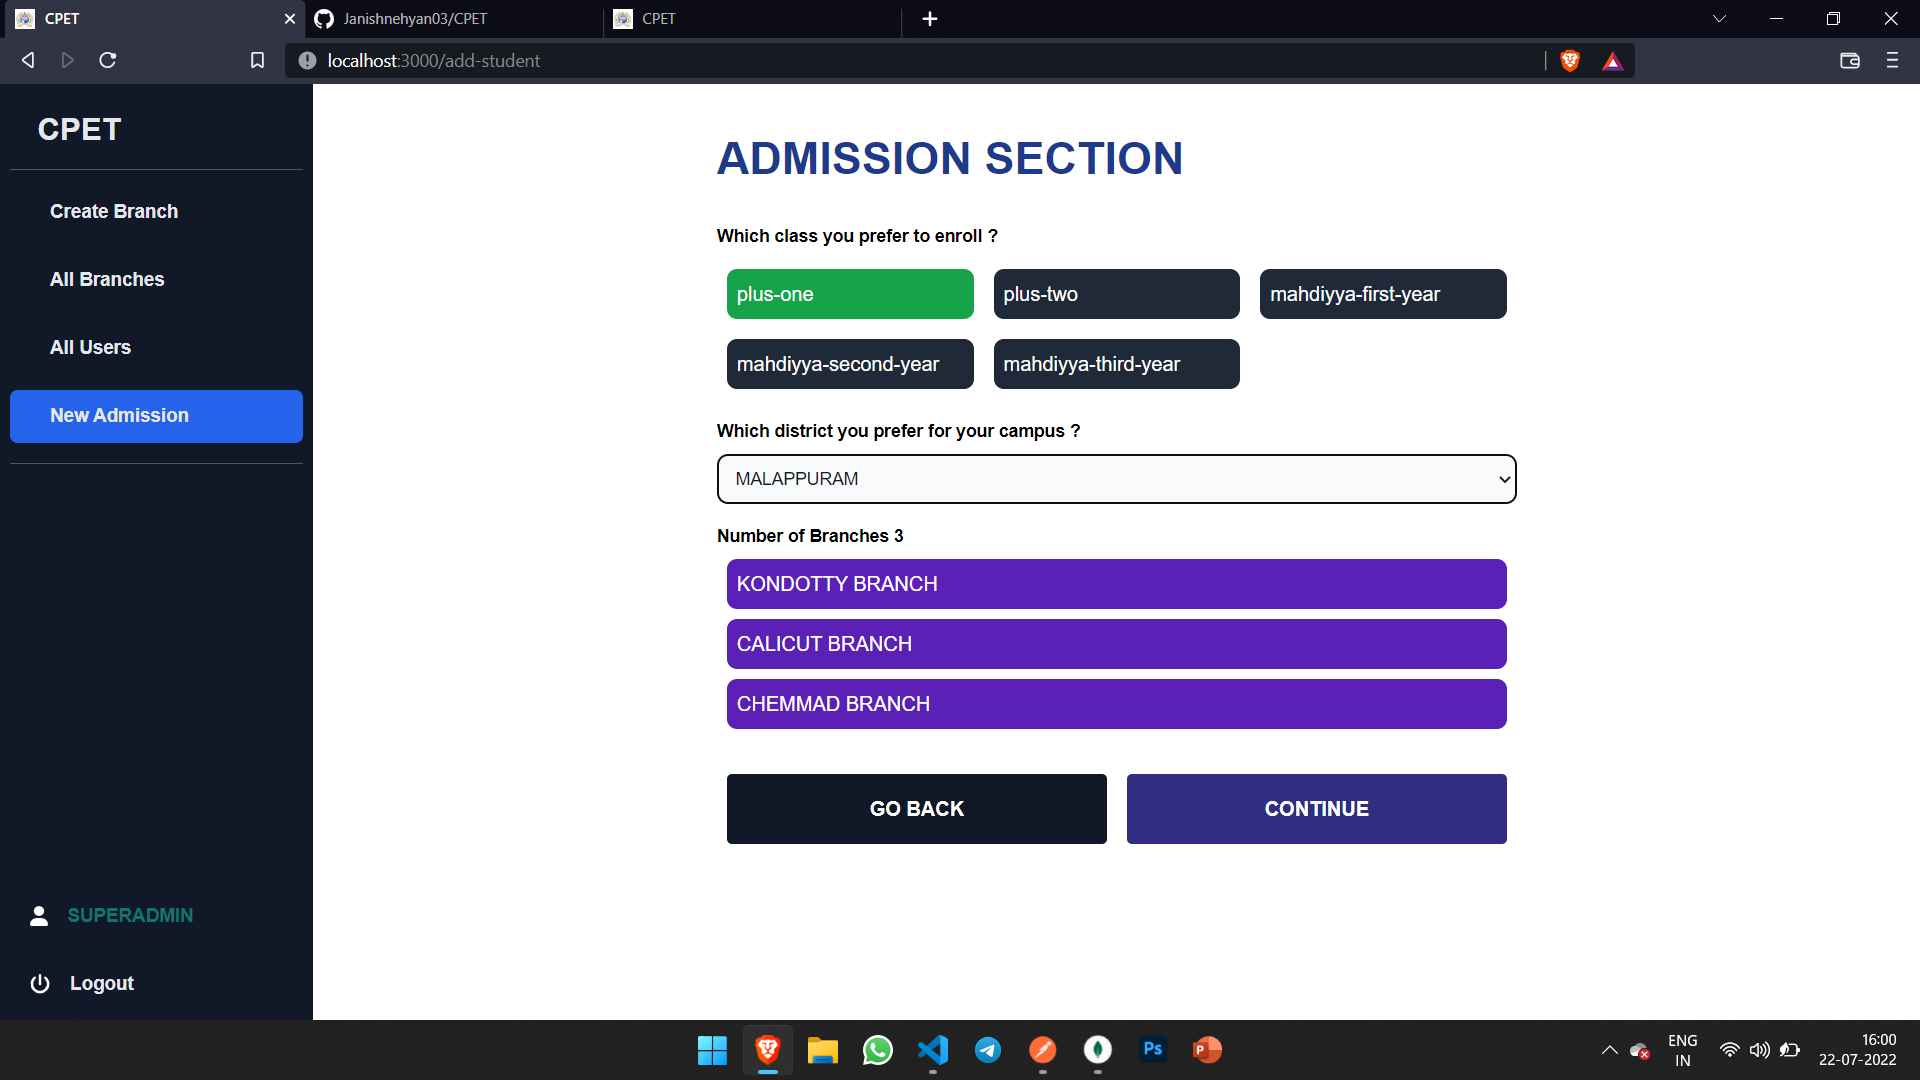 CPET
Janishnehyan03/CPET
CPET
localhost:3000/add-student
CPET
Create Branch
All Branches
All Users
New Admission
SUPERADMIN
Logout
ADMISSION SECTION
Which class you prefer to enroll ?
plus-one
plus-two
mahdiyya-first-year
mahdiyya-second-year
mahdiyya-third-year
Which district you prefer for your campus ?
MALAPPURAM
Number of Branches 3
KONDOTTY BRANCH
CALICUT BRANCH
CHEMMAD BRANCH
GO BACK
CONTINUE
Ps
P
ENG
IN
16:00
22-07-2022